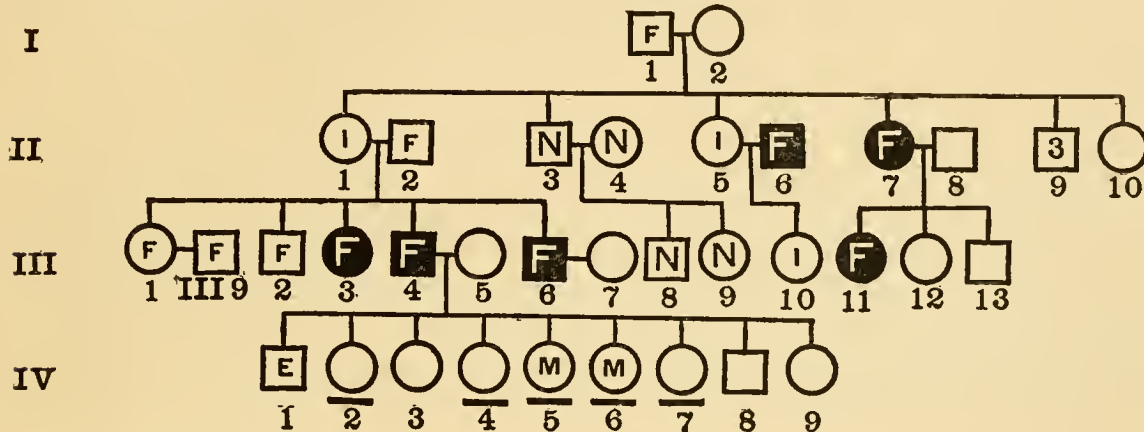 I
F
1 2
II
I F N N I F F 3
1 2 3 4 5 6 7 8 9 10
III
F F F F F F N N I F
1 III 9 2 3 4 5 6 7 8 9 10 11 12 13
IV
E M M
1 2 3 4 5 6 7 8 9